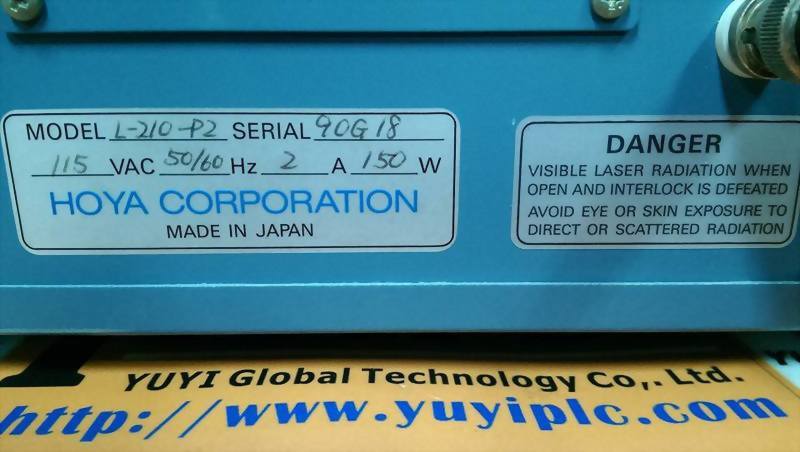 MODEL L-210-P2 SERIAL 90G18
115 VAC 50/60 Hz 2 A 150 W
HOYA CORPORATION
MADE IN JAPAN
DANGER
VISIBLE LASER RADIATION WHEN
OPEN AND INTERLOCK IS DEFEATED
AVOID EYE OR SKIN EXPOSURE TO
DIRECT OR SCATTERED RADIATION
YUYI Global Technology Co,. Ltd.
http://www.yuyiplc.com